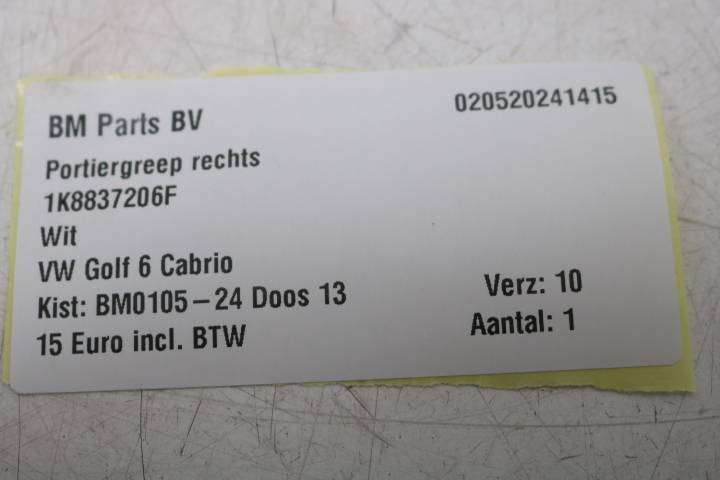 BM Parts BV
020520241415
Portiergreep rechts
1K8837206F
Wit
VW Golf 6 Cabrio
Kist: BM0105-24 Doos 13
Verz: 10
15 Euro incl. BTW
Aantal: 1